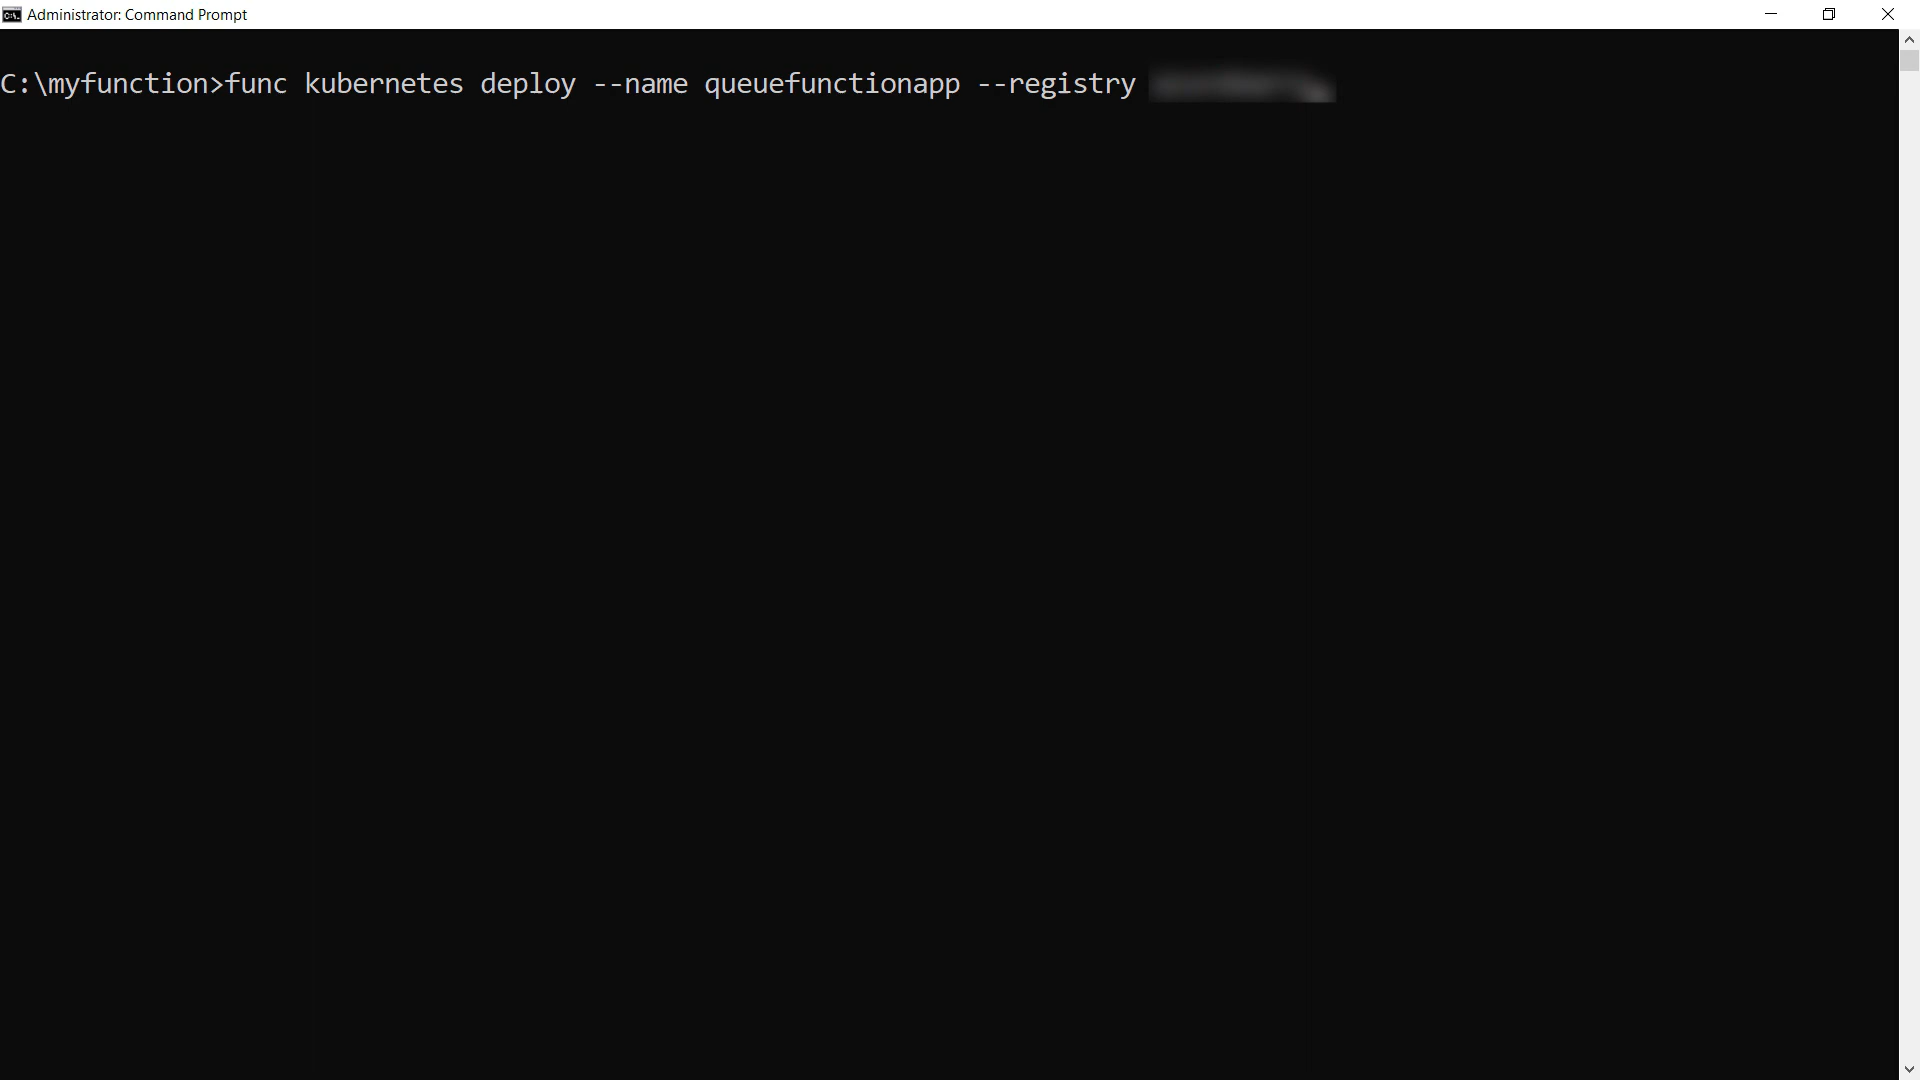 Administrator: Command Prompt
C:\myfunction>func kubernetes deploy --name queuefunctionapp --registry